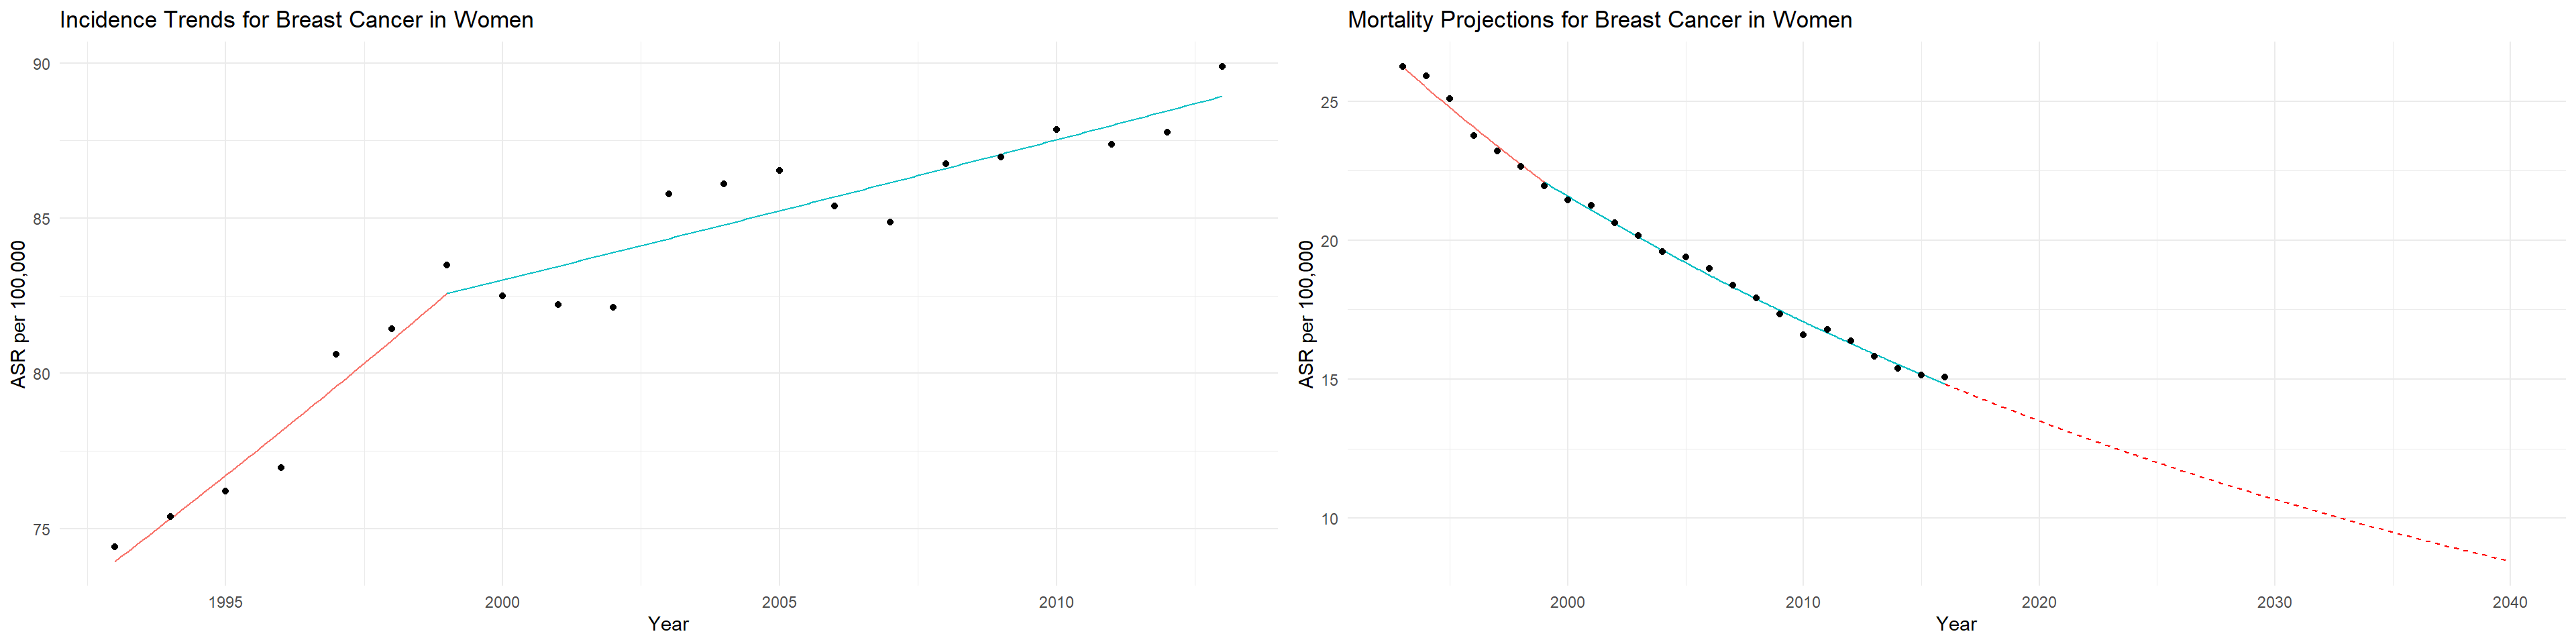 Incidence Trends for Breast Cancer in Women
90
85
80
75
ASR per 100,000
1995 2000 2005 2010
Year
Mortality Projections for Breast Cancer in Women
25
20
15
10
ASR per 100,000
2000 2010 2020 2030 2040
Year